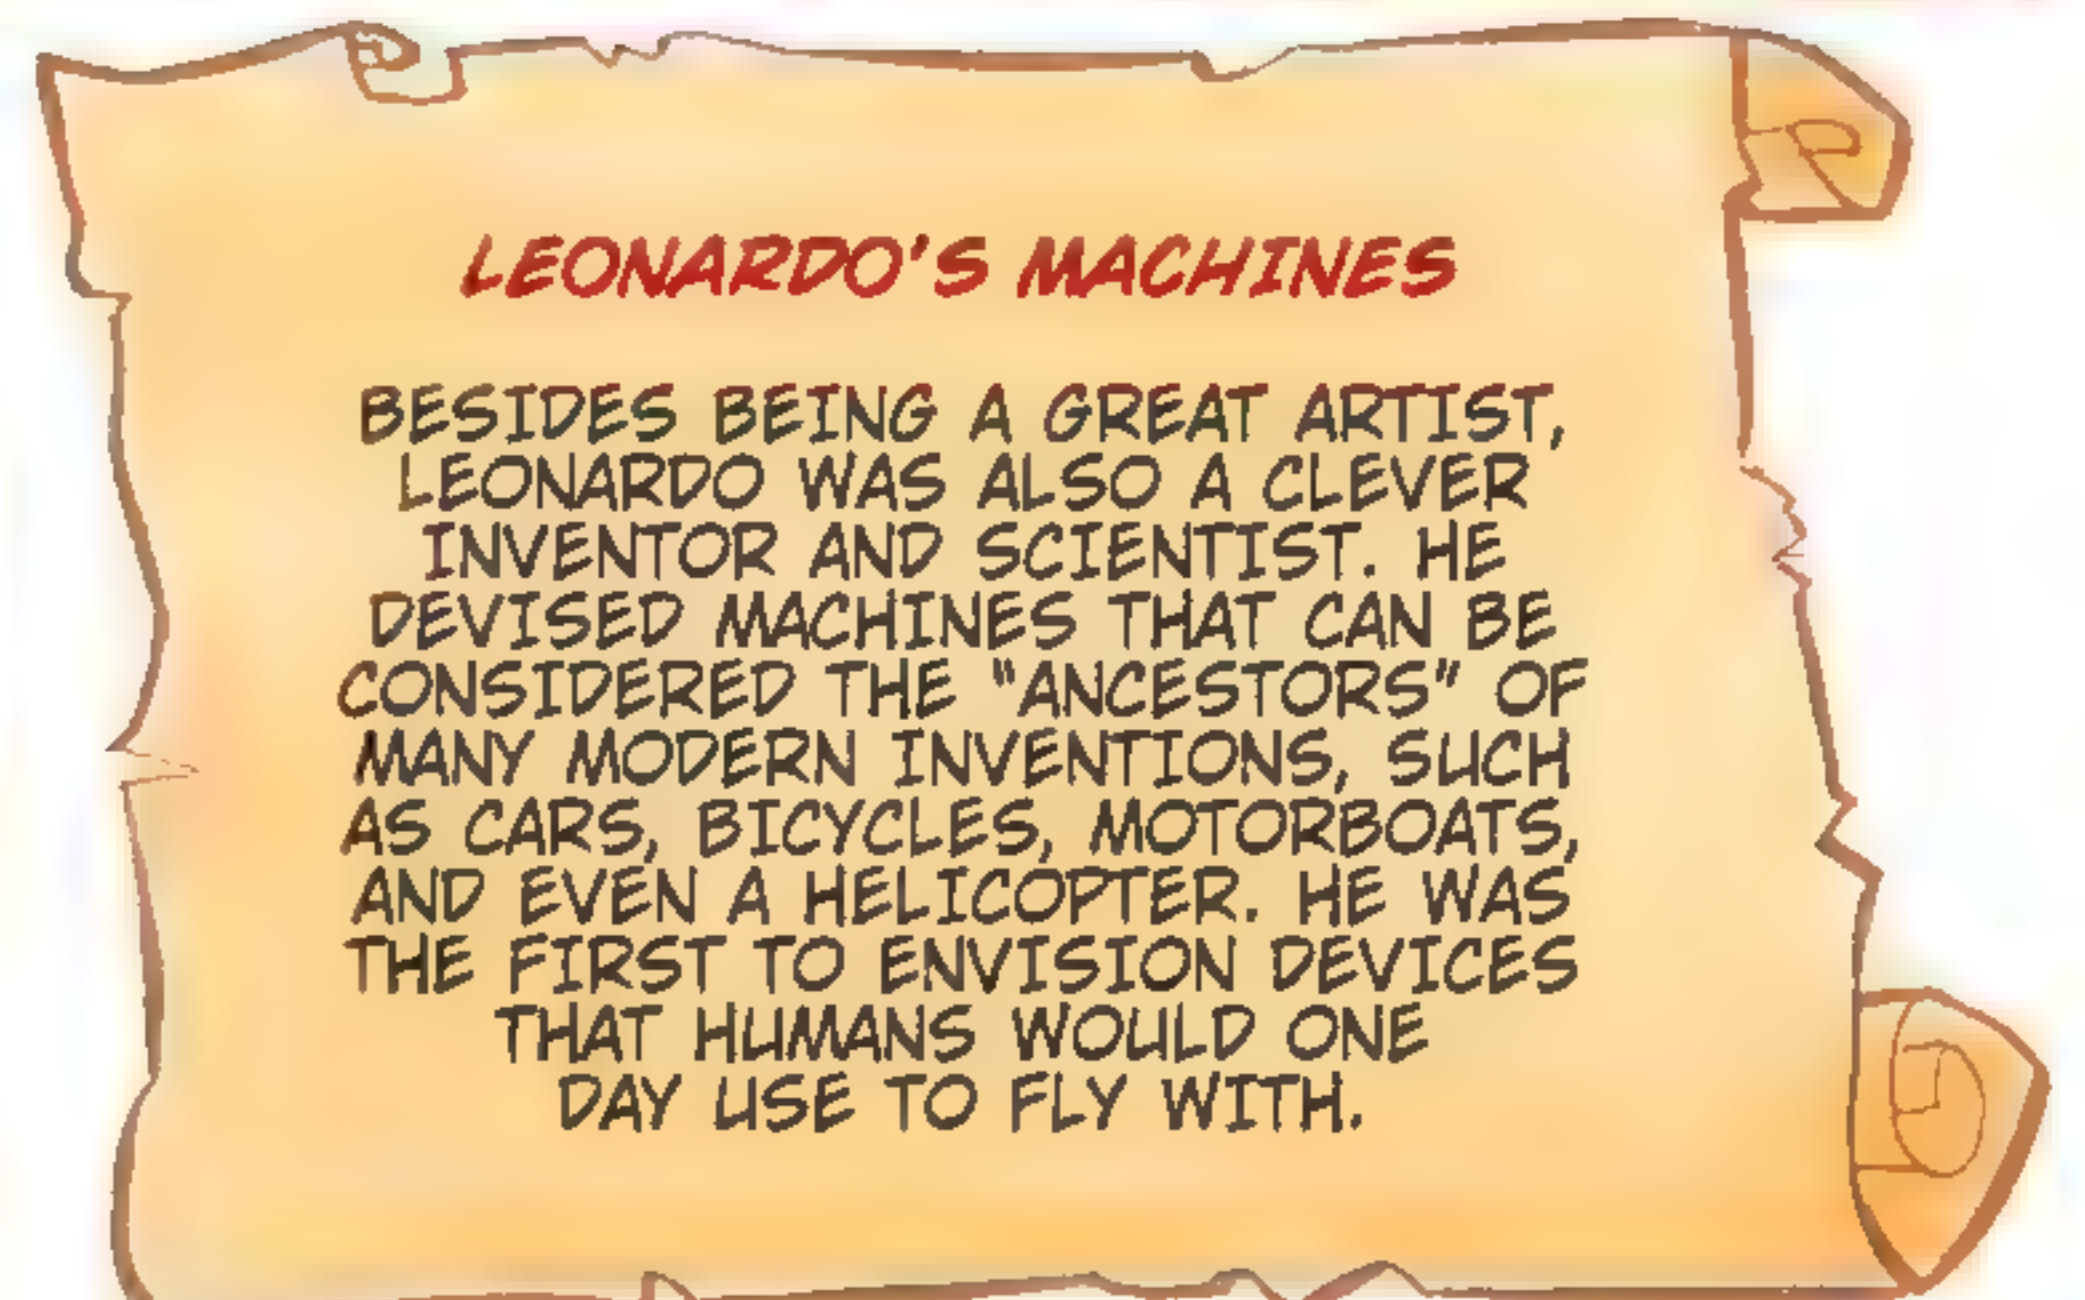 LEONARDO'S MACHINES
BESIDES BEING A GREAT ARTIST,
LEONARDO WAS ALSO A CLEVER
INVENTOR AND SCIENTIST. HE
DEVISED MACHINES THAT CAN BE
CONSIDERED THE "ANCESTORS" OF
MANY MODERN INVENTIONS, SUCH
AS CARS, BICYCLES, MOTORBOATS,
AND EVEN A HELICOPTER. HE WAS
THE FIRST TO ENVISION DEVICES
THAT HUMANS WOULD ONE
DAY USE TO FLY WITH.